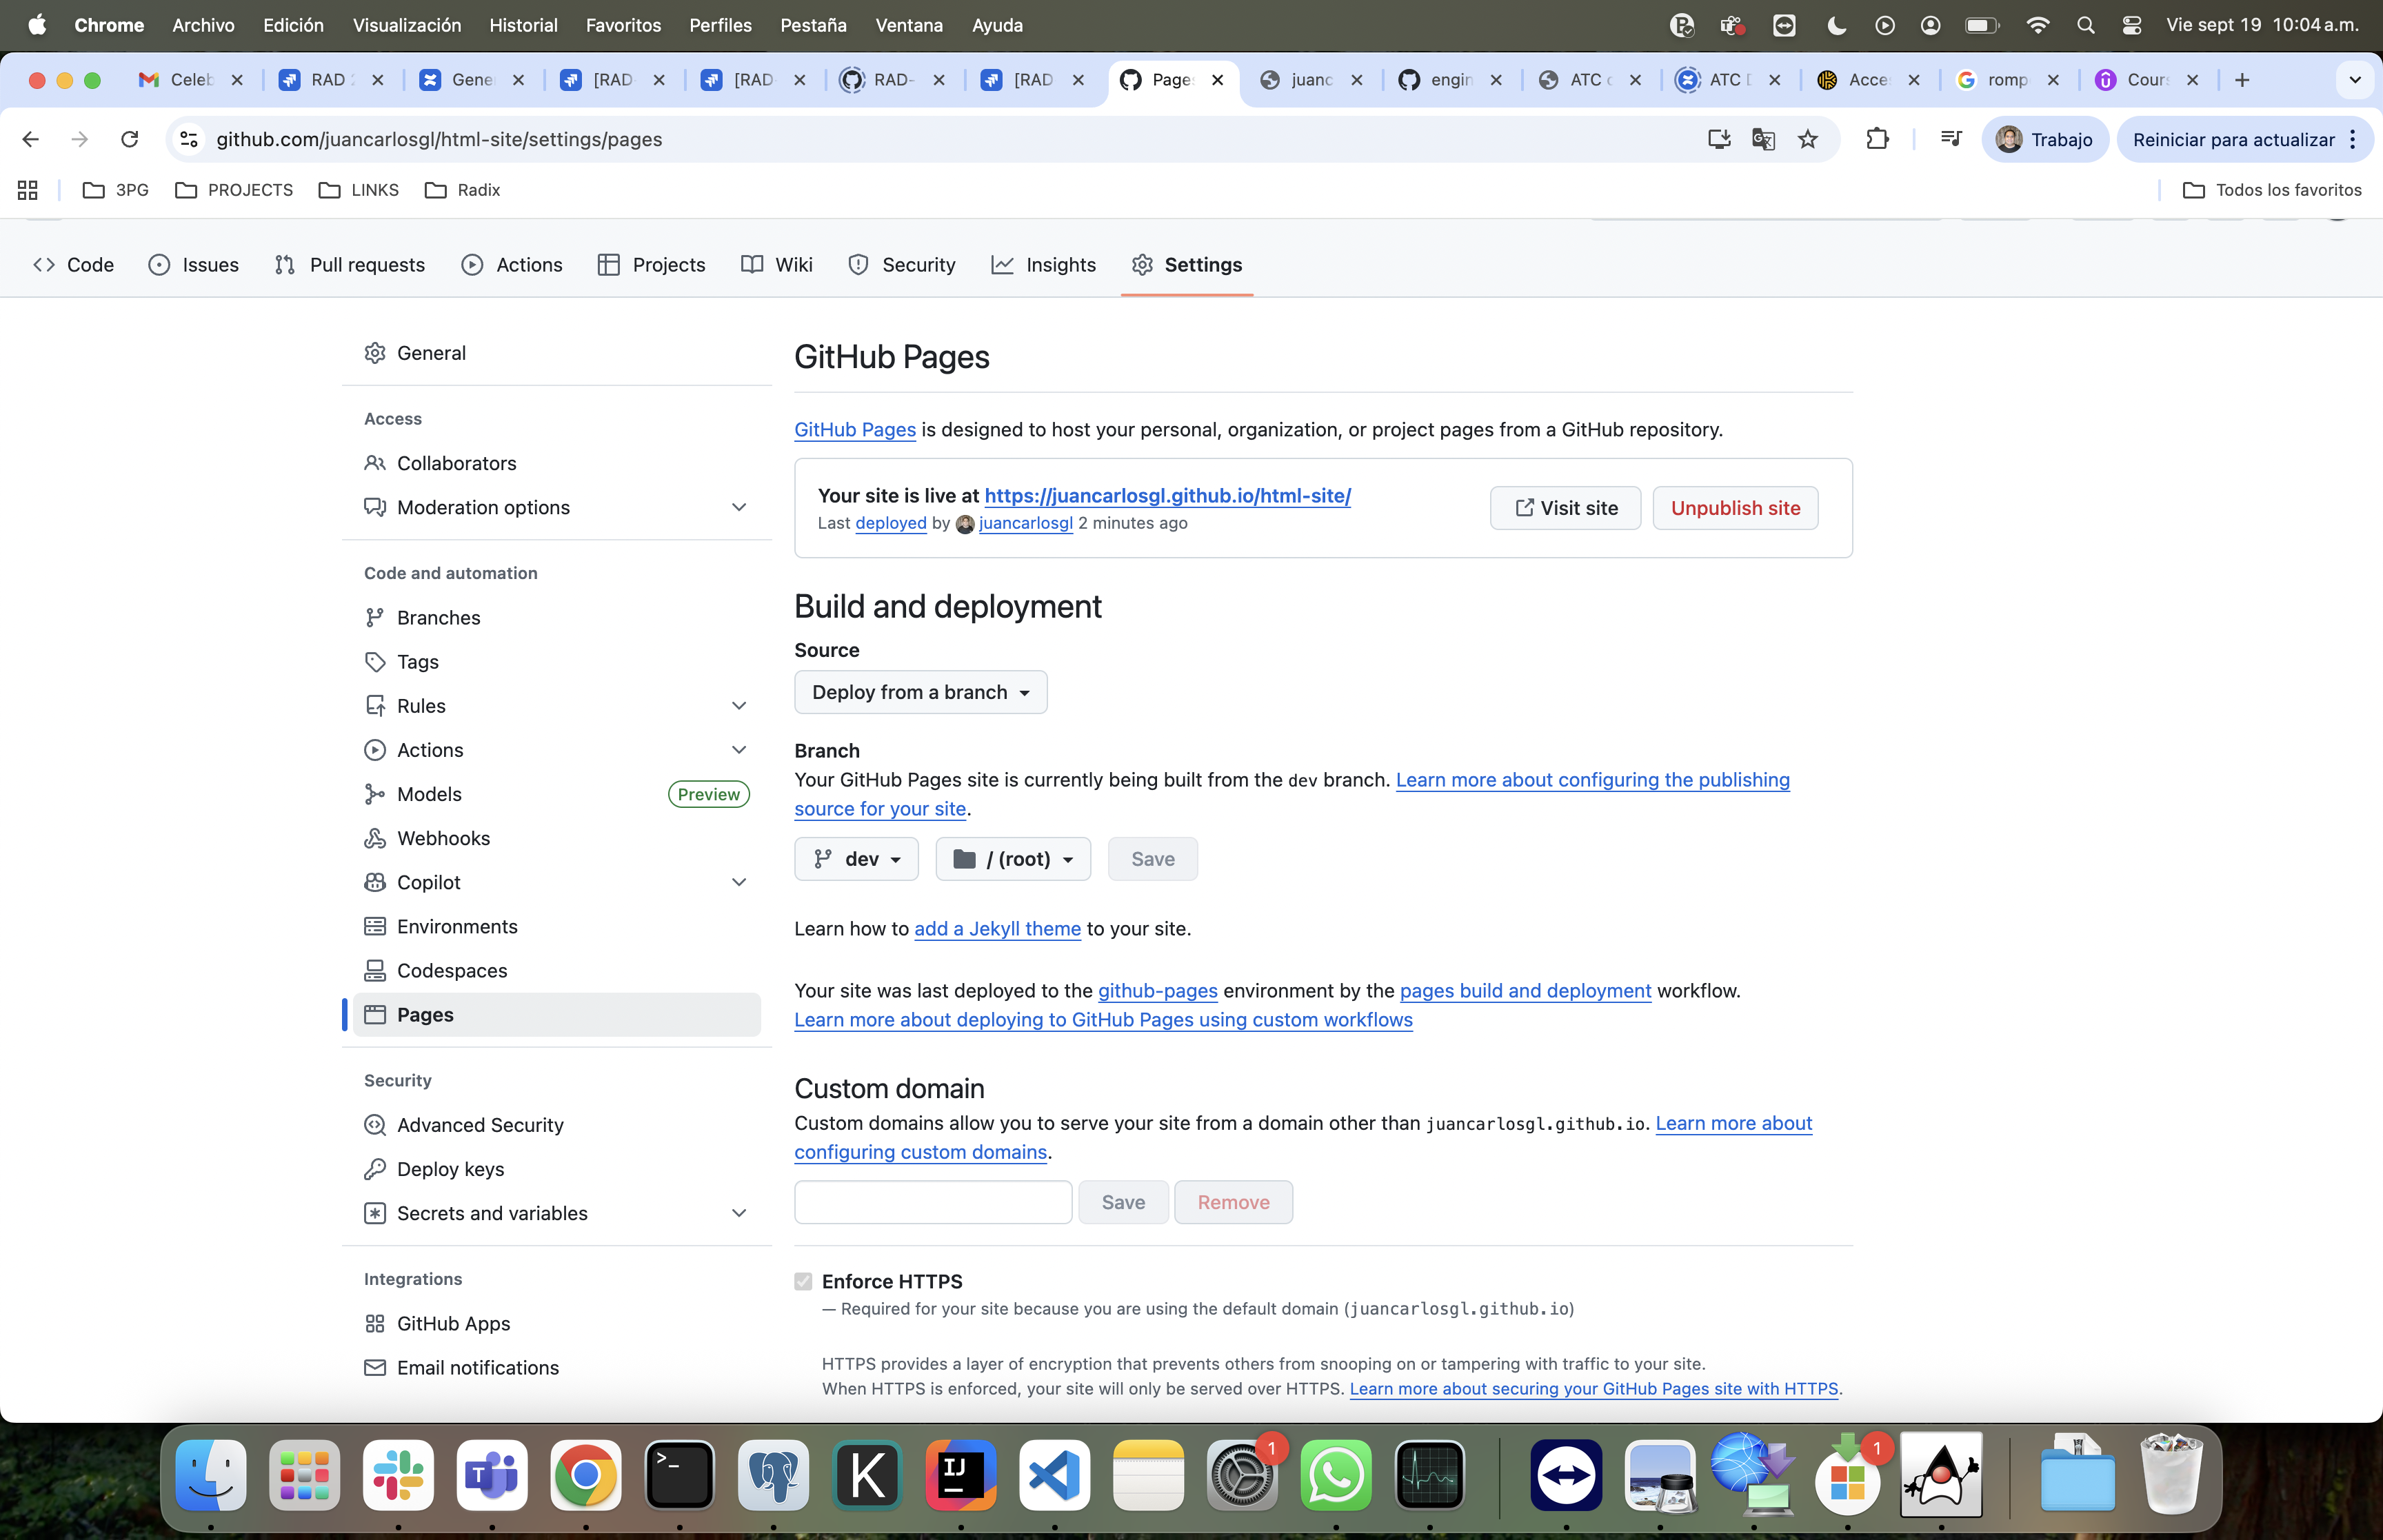 Chrome Archivo Edición Visualización Historial Favoritos Perfiles Pestaña Ventana Ayuda Vie sept 19 10:04 a.m.
Celeb RAD 2 Gene [RAD- [RAD- RAD- [RAD Pages juanc engin ATC c ATC D Acce romp Cours
github.com/juancarlosgl/html-site/settings/pages Trabajo Reiniciar para actualizar
3PG PROJECTS LINKS Radix Todos los favoritos
Code Issues Pull requests Actions Projects Wiki Security Insights Settings
General
Access
Collaborators
Moderation options
Code and automation
Branches
Tags
Rules
Actions
Models Preview
Webhooks
Copilot
Environments
Codespaces
Pages
Security
Advanced Security
Deploy keys
Secrets and variables
Integrations
GitHub Apps
Email notifications
GitHub Pages
GitHub Pages is designed to host your personal, organization, or project pages from a GitHub repository.
Your site is live at https://juancarlosgl.github.io/html-site/
Last deployed by juancarlosgl 2 minutes ago
Visit site Unpublish site
Build and deployment
Source
Deploy from a branch
Branch
Your GitHub Pages site is currently being built from the dev branch. Learn more about configuring the publishing
source for your site.
dev / (root) Save
Learn how to add a Jekyll theme to your site.
Your site was last deployed to the github-pages environment by the pages build and deployment workflow.
Learn more about deploying to GitHub Pages using custom workflows
Custom domain
Custom domains allow you to serve your site from a domain other than juancarlosgl.github.io. Learn more about
configuring custom domains.
Save Remove
Enforce HTTPS
— Required for your site because you are using the default domain (juancarlosgl.github.io)
HTTPS provides a layer of encryption that prevents others from snooping on or tampering with traffic to your site.
When HTTPS is enforced, your site will only be served over HTTPS. Learn more about securing your GitHub Pages site with HTTPS.
T >_ K IJ 1 1